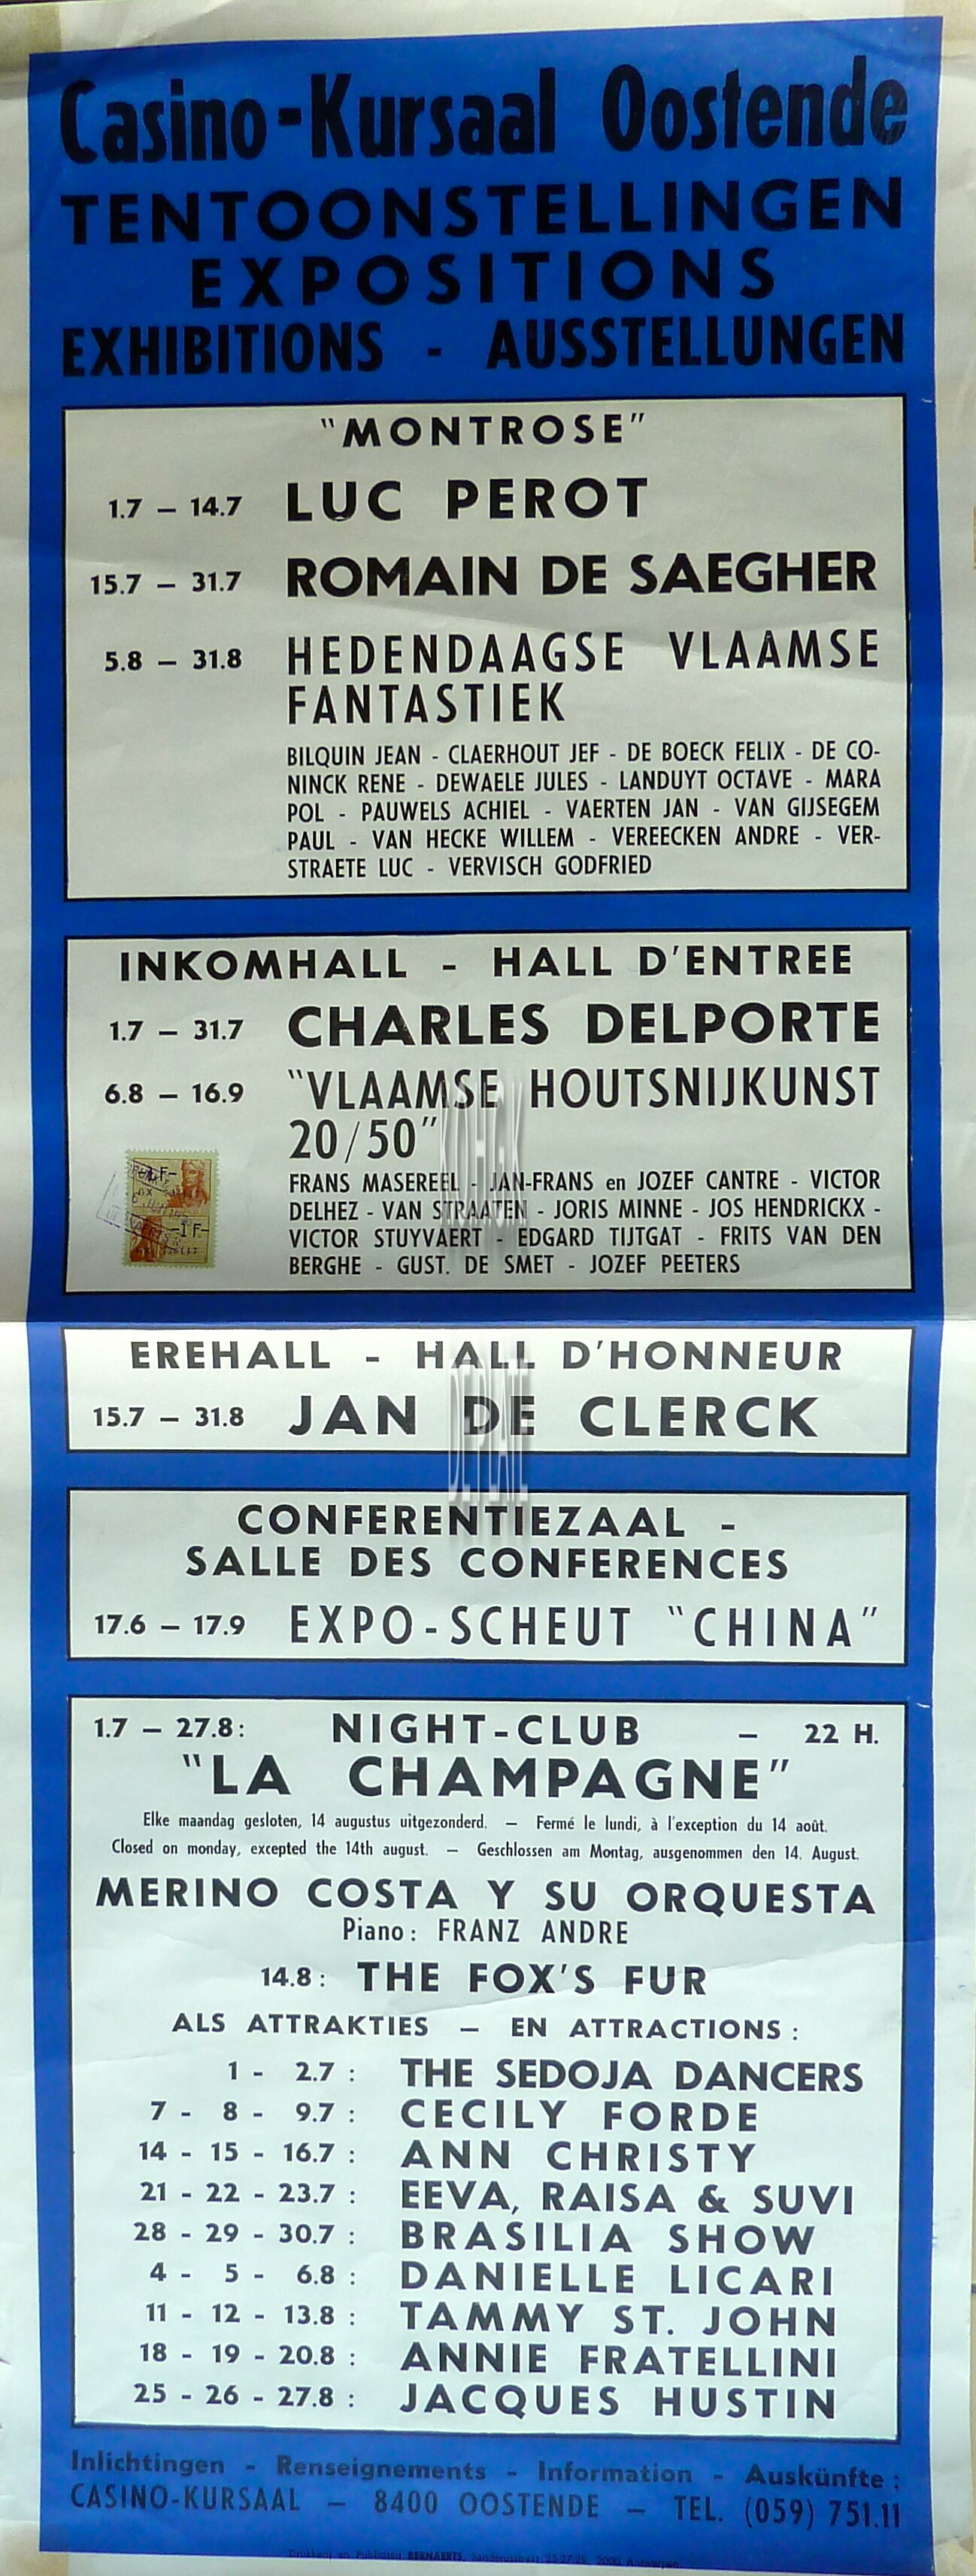 Casino-Kursaal Oostende
TENTOONSTELLINGEN
EXPOSITIONS
EXHIBITIONS - AUSSTELLUNGEN
"MONTROSE"
1.7 – 14.7 LUC PEROT
15.7 – 31.7 ROMAIN DE SAEGHER
5.8 – 31.8 HEDENDAAGSE VLAAMSE
FANTASTIEK
BILQUIN JEAN - CLAERHOUT JEF - DE BOECK FELIX - DE CO-
NINCK RENE - DEWAELE JULES - LANDUYT OCTAVE - MARA
POL - PAUWELS ACHIEL - VAERTEN JAN - VAN GIJSEGEM
PAUL - VAN HECKE WILLEM - VEREECKEN ANDRE - VER-
STRAETE LUC - VERVISCH GODFRIED
INKOMHALL - HALL D'ENTREE
1.7 – 31.7 CHARLES DELPORTE
6.8 – 16.9 "VLAAMSE HOUTSNIJKUNST
20/50"
FRANS MASEREEL - JAN-FRANS en JOZEF CANTRE - VICTOR
DELHEZ - VAN STRAATEN - JORIS MINNE - JOS HENDRICKX -
VICTOR STUYVAERT - EDGARD TIJTGAT - FRITS VAN DEN
BERGHE - GUST. DE SMET - JOZEF PEETERS
1 F-
1 F-
EREHALL - HALL D'HONNEUR
15.7 – 31.8 JAN DE CLERCK
CONFERENTIEZAAL -
SALLE DES CONFERENCES
17.6 – 17.9 EXPO-SCHEUT "CHINA"
1.7 – 27.8: NIGHT-CLUB – 22 H.
"LA CHAMPAGNE"
Elke maandag gesloten, 14 augustus uitgezonderd. – Fermé le lundi, à l'exception du 14 août.
Closed on monday, excepted the 14th august. – Geschlossen am Montag, ausgenommen den 14. August.
MERINO COSTA Y SU ORQUESTA
Piano: FRANZ ANDRE
14.8: THE FOX'S FUR
ALS ATTRAKTIES – EN ATTRACTIONS:
1 - 2.7: THE SEDOJA DANCERS
7 - 8 - 9.7: CECILY FORDE
14 - 15 - 16.7: ANN CHRISTY
21 - 22 - 23.7: EEVA, RAISA & SUVI
28 - 29 - 30.7: BRASILIA SHOW
4 - 5 - 6.8: DANIELLE LICARI
11 - 12 - 13.8: TAMMY ST. JOHN
18 - 19 - 20.8: ANNIE FRATELLINI
25 - 26 - 27.8: JACQUES HUSTIN
Inlichtingen - Renseignements - Information - Auskünfte:
CASINO-KURSAAL – 8400 OOSTENDE – TEL. (059) 751.11
Drukkerij en Publiciteit BERNAERTS, 25-27-29, 2000 Antwerpen